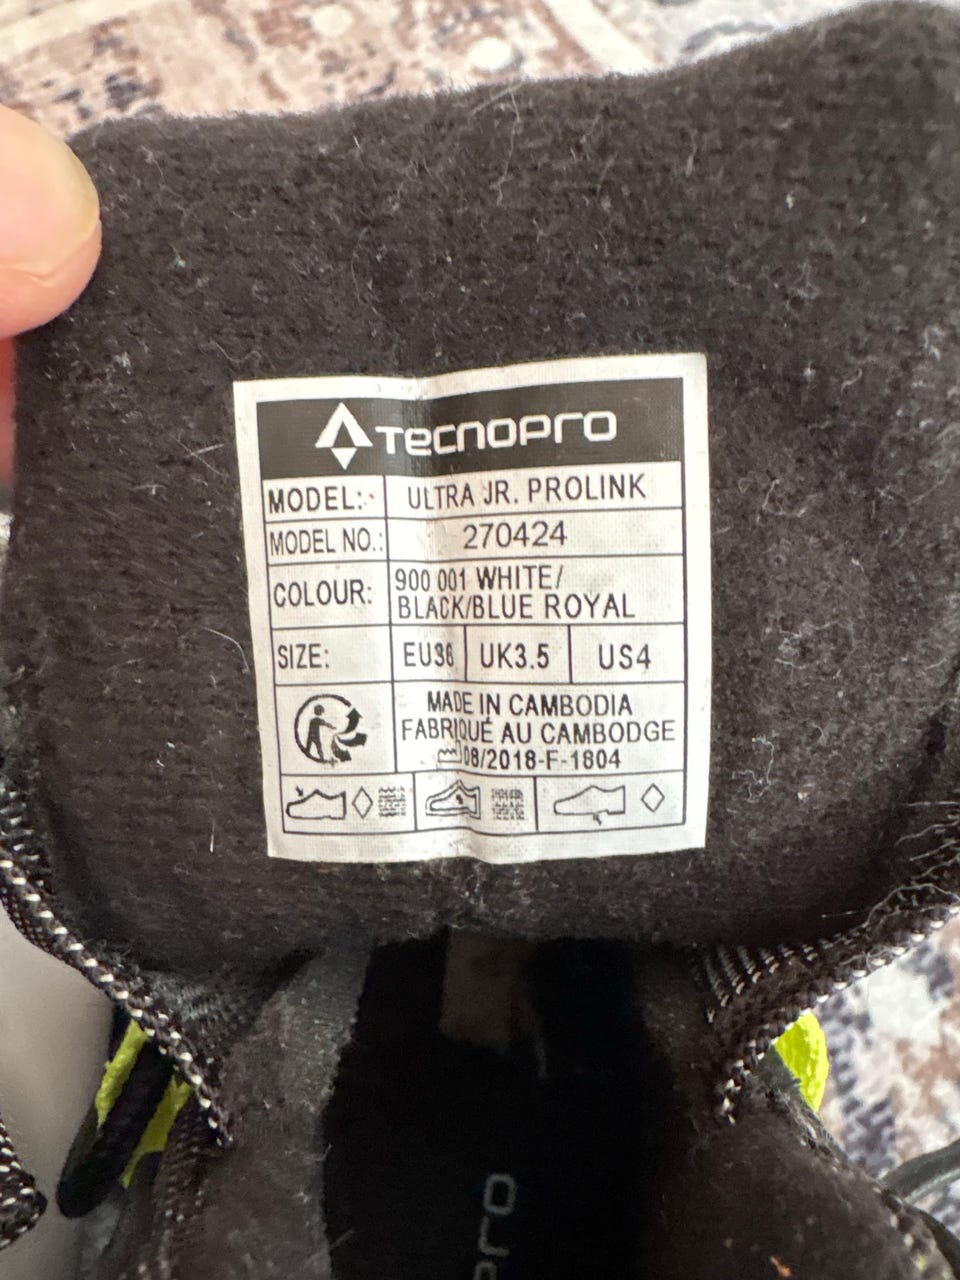 TECNOPRO
MODEL: ULTRA JR. PROLINK
MODEL NO.: 270424
COLOUR: 900 001 WHITE/
BLACK/BLUE ROYAL
SIZE: EU36 UK3.5 US4
MADE IN CAMBODIA
FABRIQUÉ AU CAMBODGE
08/2018-F-1804
pro